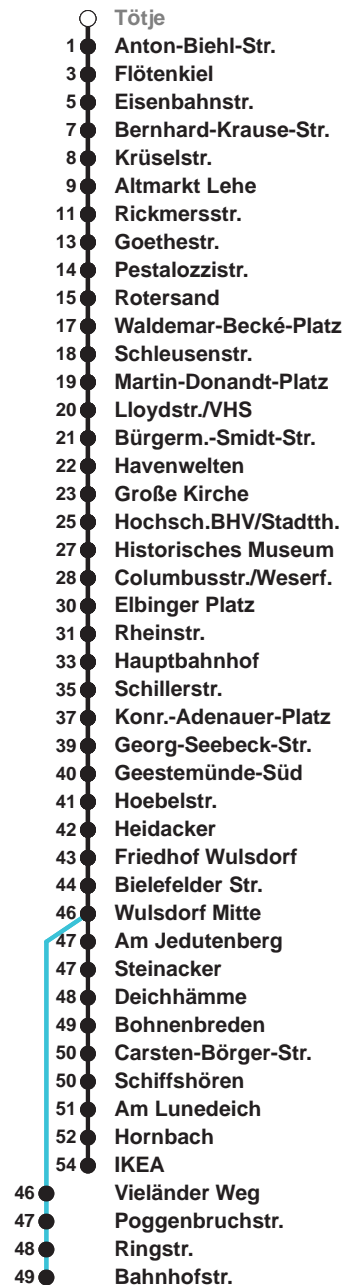 Tötje
1 Anton-Biehl-Str.
3 Flötenkiel
5 Eisenbahnstr.
7 Bernhard-Krause-Str.
8 Krüselstr.
9 Altmarkt Lehe
11 Rickmersstr.
13 Goethestr.
14 Pestalozzistr.
15 Rotersand
17 Waldemar-Becké-Platz
18 Schleusenstr.
19 Martin-Donandt-Platz
20 Lloydstr./VHS
21 Bürgerm.-Smidt-Str.
22 Havenwelten
23 Große Kirche
25 Hochsch.BHV/Stadtth.
27 Historisches Museum
28 Columbusstr./Weserf.
30 Elbinger Platz
31 Rheinstr.
33 Hauptbahnhof
35 Schillerstr.
37 Konr.-Adenauer-Platz
39 Georg-Seebeck-Str.
40 Geestemünde-Süd
41 Hoebelstr.
42 Heidacker
43 Friedhof Wulsdorf
44 Bielefelder Str.
46 Wulsdorf Mitte
47 Am Jedutenberg
47 Steinacker
48 Deichhämme
49 Bohnenbreden
50 Carsten-Börger-Str.
50 Schiffshören
51 Am Lunedeich
52 Hornbach
54 IKEA
46 Vieländer Weg
47 Poggenbruchstr.
48 Ringstr.
49 Bahnhofstr.